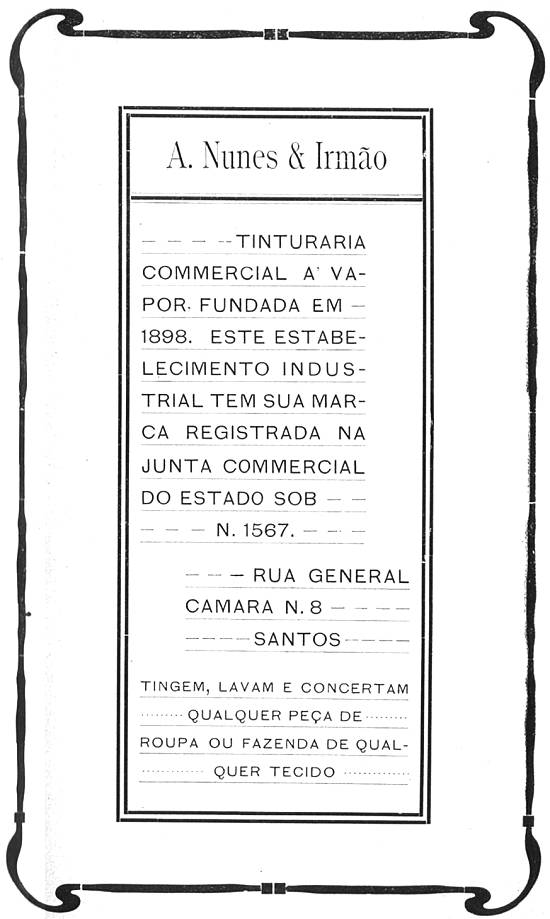 A. Nunes & Irmão
— — — -- TINTURARIA
COMMERCIAL A' VA-
POR. FUNDADA EM —
1898. ESTE ESTABE-
LECIMENTO INDUS-
TRIAL TEM SUA MAR-
CA REGISTRADA NA
JUNTA COMMERCIAL
DO ESTADO SOB — —
— — — N. 1567. — — —
— — — RUA GENERAL
CAMARA N. 8 — — — —
— — — — SANTOS — — — —
TINGEM, LAVAM E CONCERTAM
········· QUALQUER PEÇA DE ·········
ROUPA OU FAZENDA DE QUAL-
············· QUER TECIDO ·············